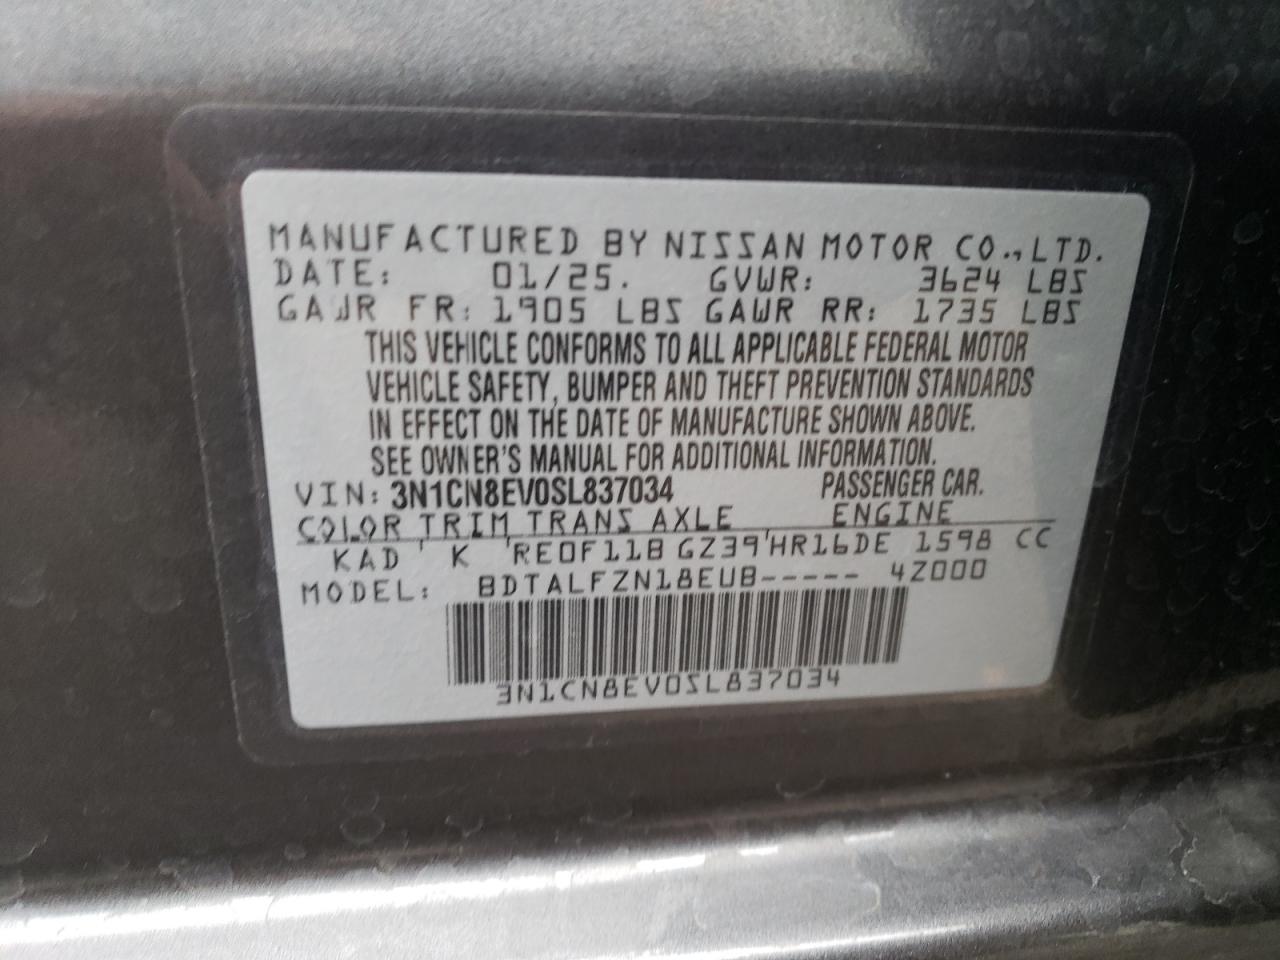 MANUFACTURED BY NISSAN MOTOR CO.,LTD.
DATE: 01/25. GVWR: 3624 LBS
GAWR FR: 1905 LBS GAWR RR: 1735 LBS
THIS VEHICLE CONFORMS TO ALL APPLICABLE FEDERAL MOTOR
VEHICLE SAFETY, BUMPER AND THEFT PREVENTION STANDARDS
IN EFFECT ON THE DATE OF MANUFACTURE SHOWN ABOVE.
SEE OWNER'S MANUAL FOR ADDITIONAL INFORMATION.
VIN: 3N1CN8EV0SL837034 PASSENGER CAR.
COLOR TRIM TRANS AXLE ENGINE
KAD K RE0F11B GZ39 HR16DE 1598 CC
MODEL: BDTALFZN18EUB----- 4Z000
3N1CN8EV0SL837034